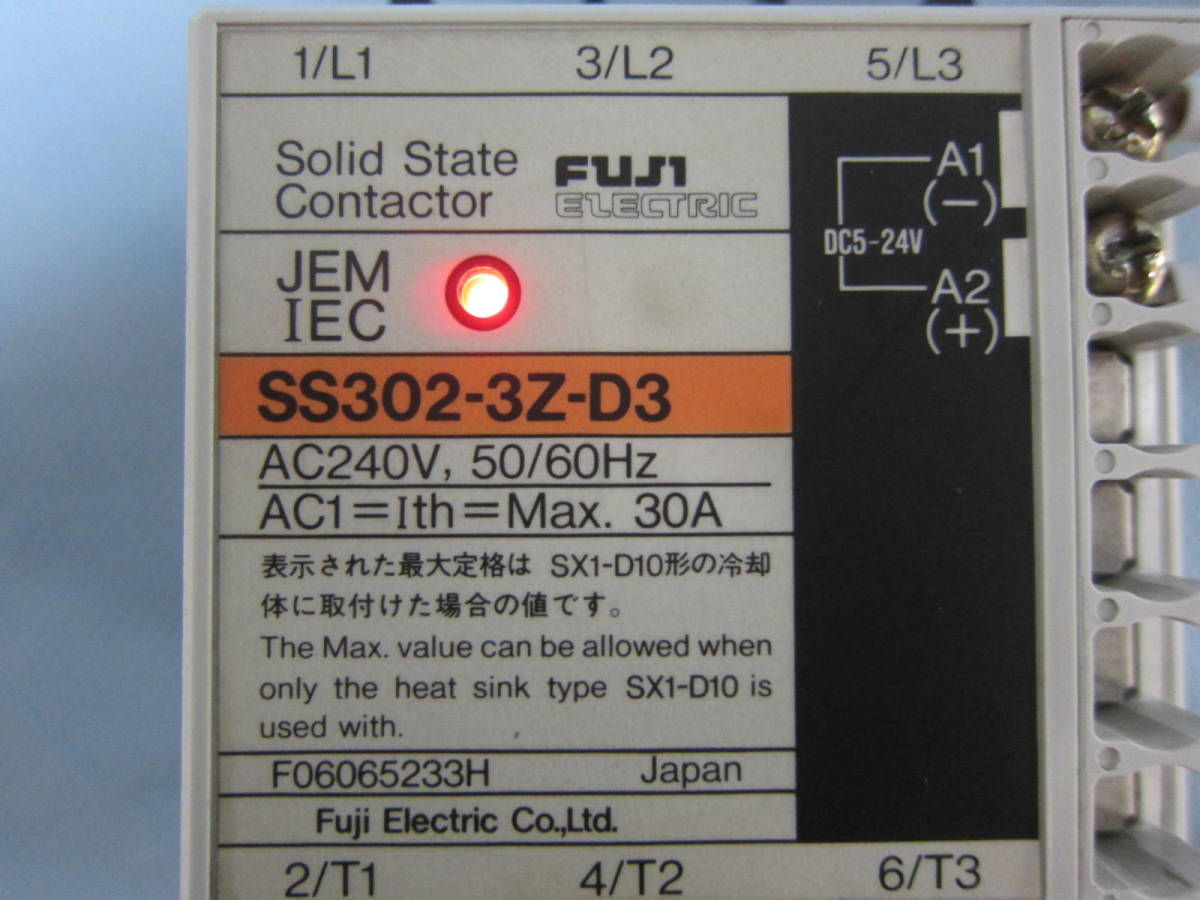 1/L1 3/L2 5/L3
Solid State
Contactor
FUJI
ELECTRIC
A1
(−)
DC5-24V
A2
(+)
JEM
IEC
SS302-3Z-D3
AC240V, 50/60Hz
AC1=Ith=Max. 30A
表示された最大定格は SX1-D10形の冷却
体に取付けた場合の値です。
The Max. value can be allowed when
only the heat sink type SX1-D10 is
used with.
F06065233H Japan
Fuji Electric Co.,Ltd.
2/T1 4/T2 6/T3